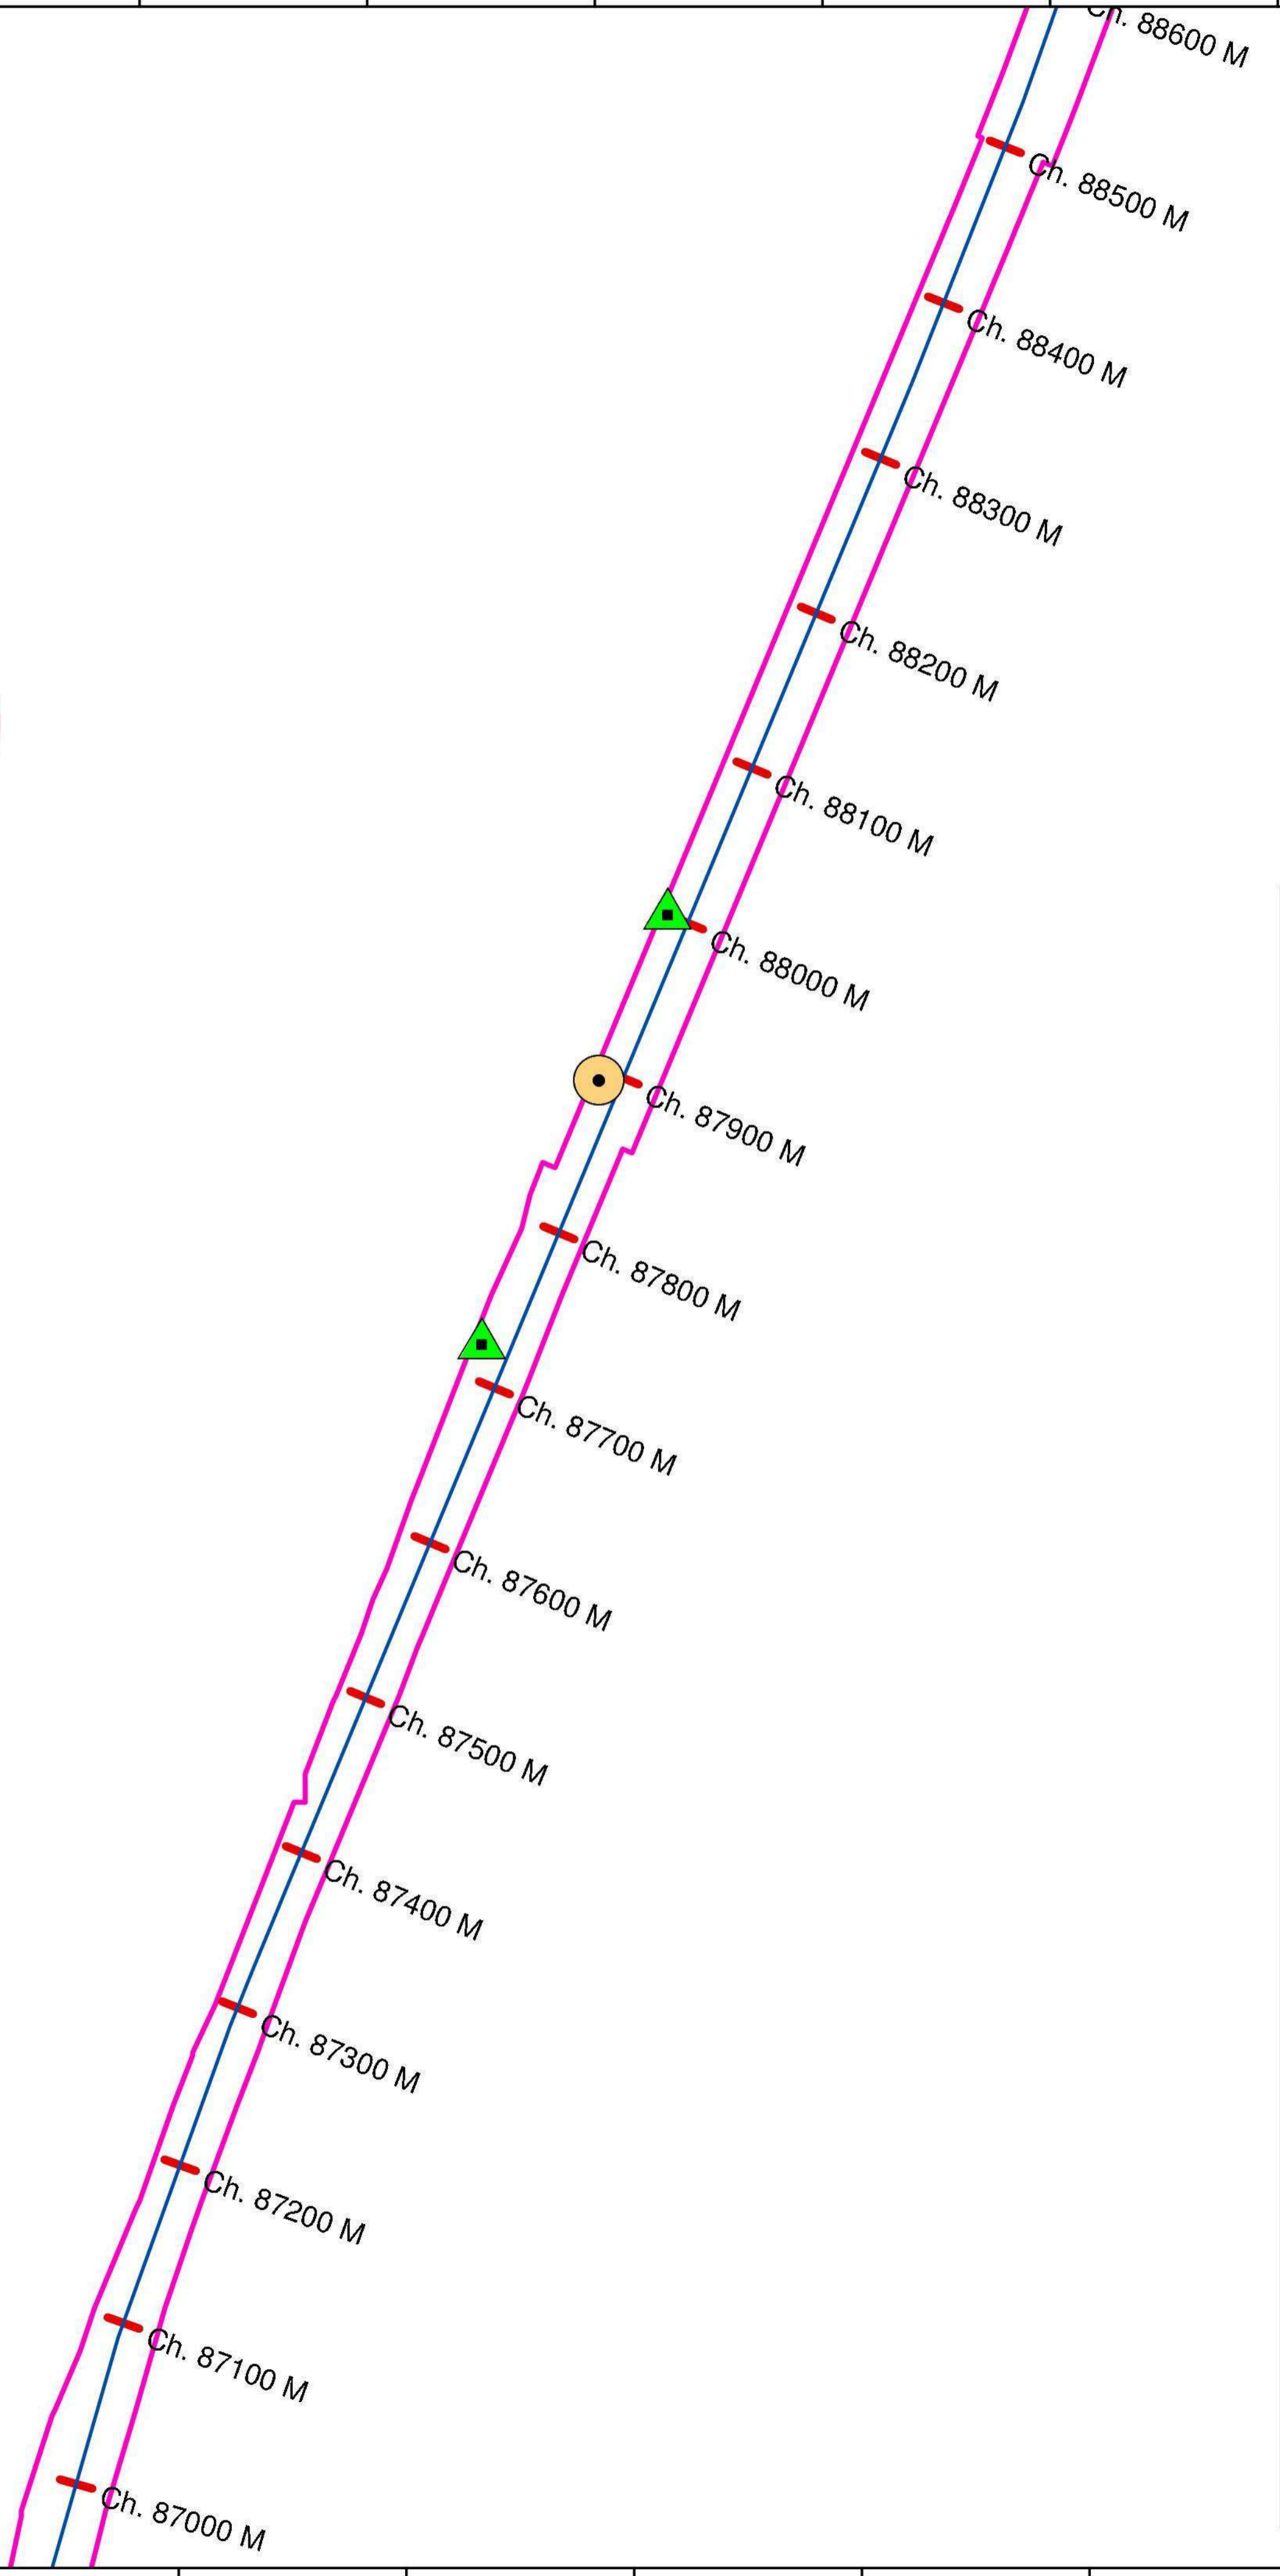 Ch. 88600 M
Ch. 88500 M
Ch. 88400 M
Ch. 88300 M
Ch. 88200 M
Ch. 88100 M
Ch. 88000 M
Ch. 87900 M
Ch. 87800 M
Ch. 87700 M
Ch. 87600 M
Ch. 87500 M
Ch. 87400 M
Ch. 87300 M
Ch. 87200 M
Ch. 87100 M
Ch. 87000 M